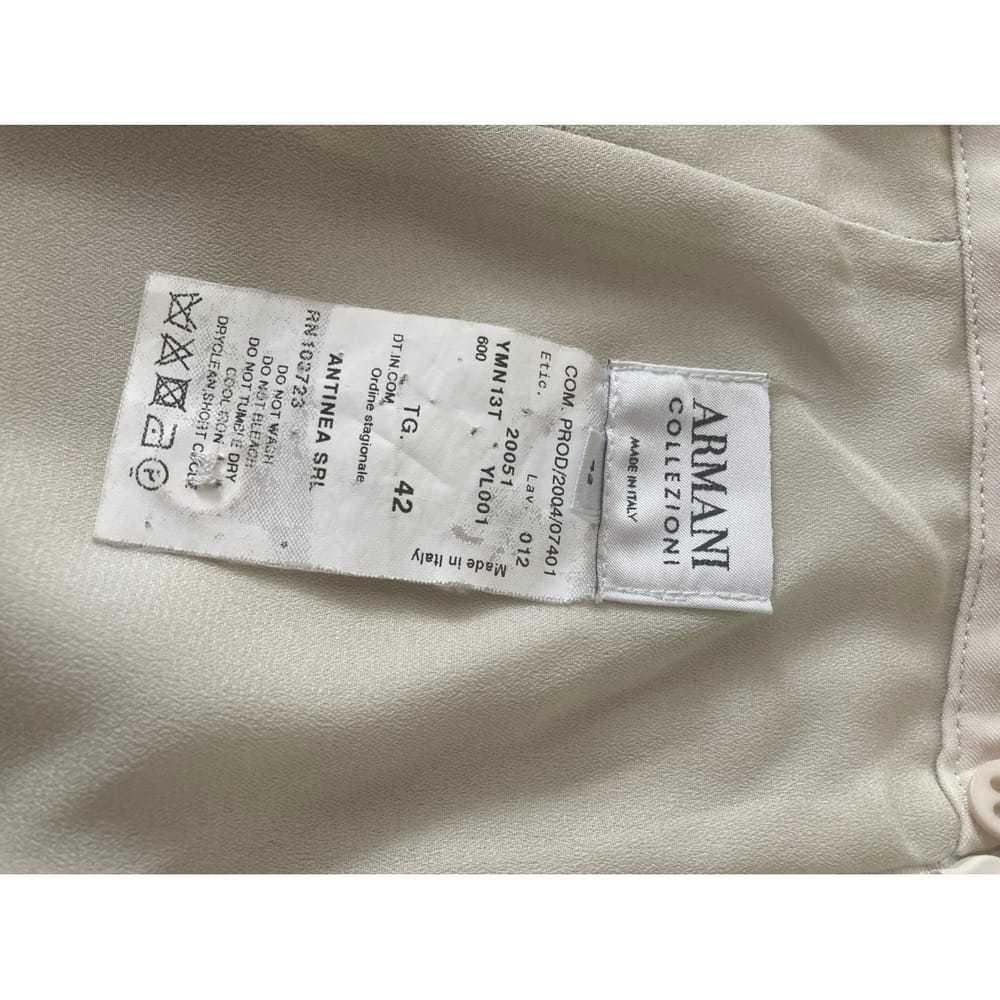 ARMANI
COLLEZIONI
MADE IN ITALY
COM. PROD/2004/07401
Etic. Lav. 012
YMN13T 20051 YL001
600
Made in Italy
TG. 42
DT.IN.COM.
Ordine stagionale
ANTINEA SRL
RN103723
DO NOT WASH
DO NOT BLEACH
DO NOT TUMBLE DRY
COOL IRON
DRYCLEAN,SHORT CYCLE
P